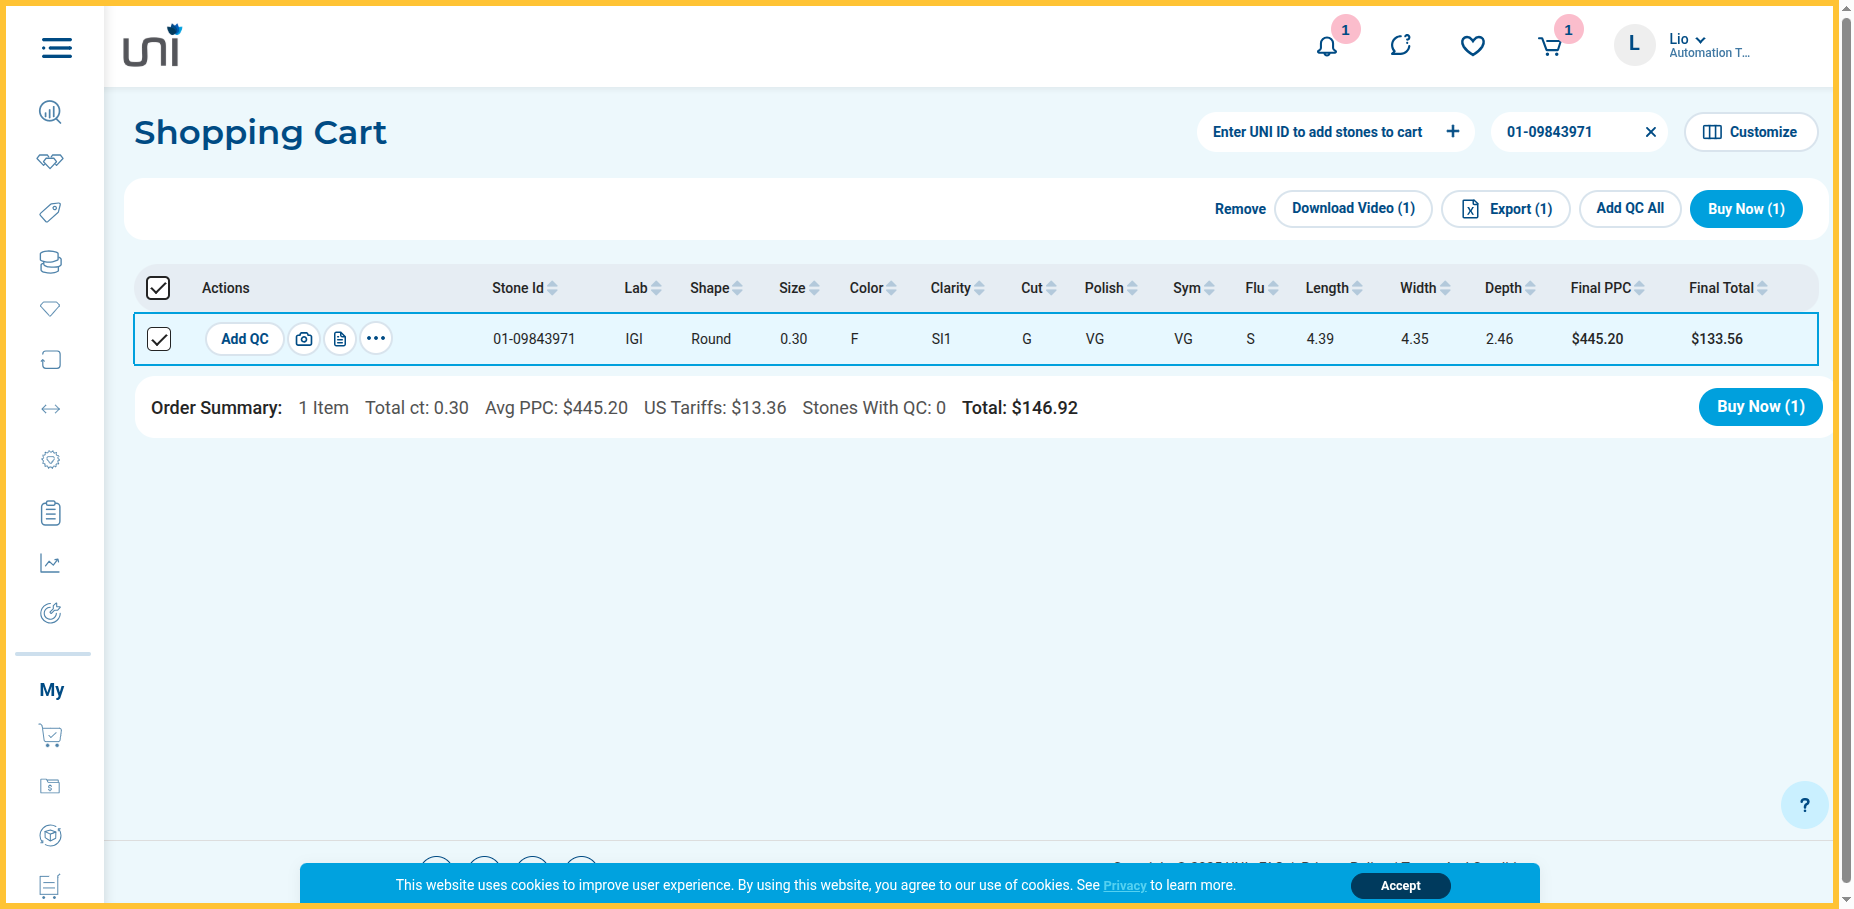 uni
1
1
L
Lio
Automation T...
Shopping Cart
Enter UNI ID to add stones to cart +
01-09843971 ×
Customize
Remove
Download Video (1)
Export (1)
Add QC All
Buy Now (1)
Actions Stone Id Lab Shape Size Color Clarity Cut Polish Sym Flu Length Width Depth Final PPC Final Total
Add QC 01-09843971 IGI Round 0.30 F SI1 G VG VG S 4.39 4.35 2.46 $445.20 $133.56
Order Summary: 1 Item Total ct: 0.30 Avg PPC: $445.20 US Tariffs: $13.36 Stones With QC: 0 Total: $146.92
Buy Now (1)
My
?
This website uses cookies to improve user experience. By using this website, you agree to our use of cookies. See Privacy to learn more.
Accept